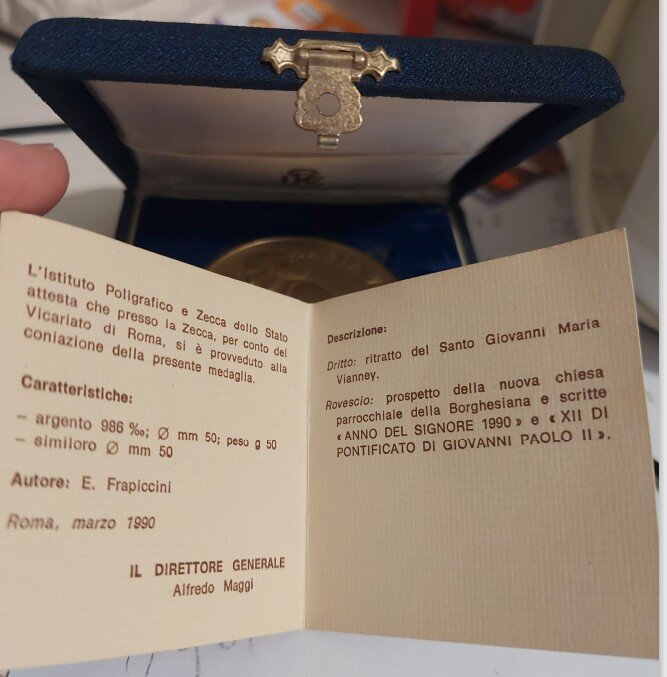 L'Istituto Poligrafico e Zecca dello Stato
attesta che presso la Zecca, per conto del
Vicariato di Roma, si è provveduto alla
coniazione della presente medaglia.
Caratteristiche:
— argento 986 ‰; Ø mm 50; peso g 50
— similoro Ø mm 50
Autore: E. Frapiccini
Roma, marzo 1990
IL DIRETTORE GENERALE
Alfredo Maggi
Descrizione:
Dritto: ritratto del Santo Giovanni Maria
Vianney.
Rovescio: prospetto della nuova chiesa
parrocchiale della Borghesiana e scritte
« ANNO DEL SIGNORE 1990 » e « XII DI
PONTIFICATO DI GIOVANNI PAOLO II ».